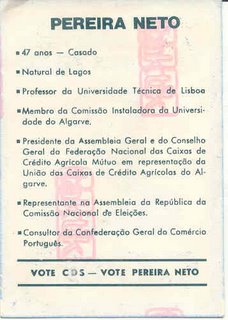 PEREIRA NETO
▪ 47 anos — Casado
▪ Natural de Lagos
▪ Professor da Universidade Técnica de Lisboa
▪ Membro da Comissão Instaladora da Universi-
dade do Algarve.
▪ Presidente da Assembleia Geral e do Conselho
Geral da Federação Nacional das Caixas de
Crédito Agrícola Mútuo em representação da
União das Caixas de Crédito Agrícolas do Al-
garve.
▪ Representante na Assembleia da República da
Comissão Nacional de Eleições.
▪ Consultor da Confederação Geral do Comércio
Português.
VOTE CDS — VOTE PEREIRA NETO